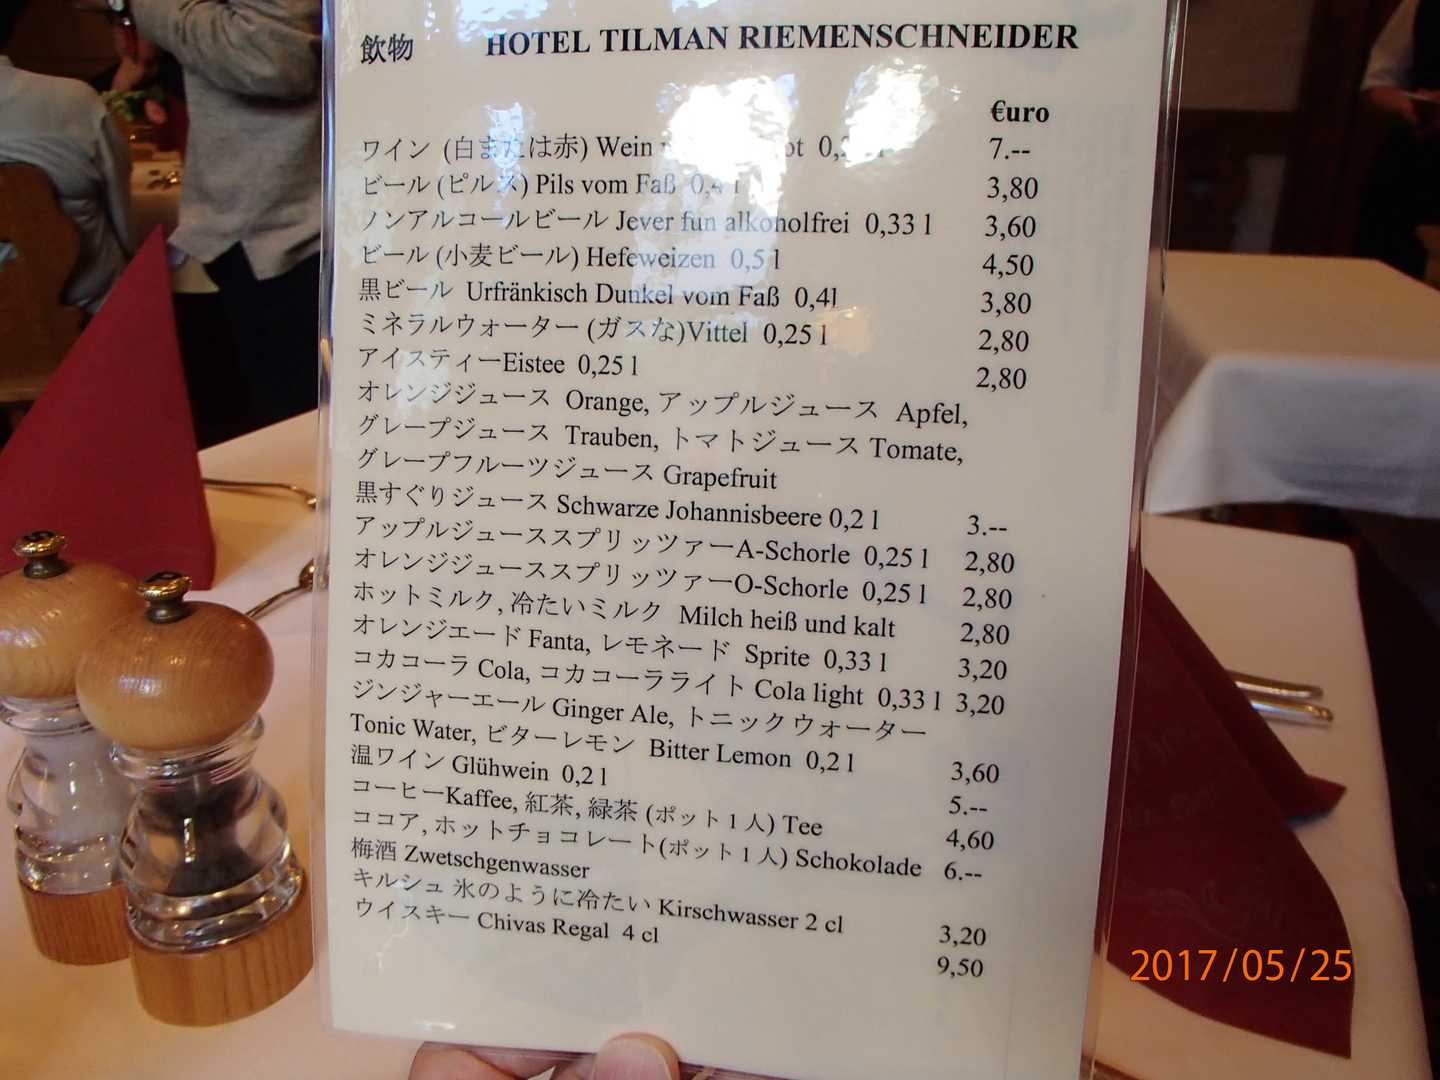 飲物 HOTEL TILMAN RIEMENSCHNEIDER
€uro
ワイン (白または赤) Wein 7.--
ビール (ピルス) Pils vom Faß 0,4 l 3,80
ノンアルコールビール Jever fun alkoholfrei 0,33 l 3,60
ビール (小麦ビール) Hefeweizen 0,5 l 4,50
黒ビール Urfränkisch Dunkel vom Faß 0,4l 3,80
ミネラルウォーター (ガスな)Vittel 0,25 l 2,80
アイスティーEistee 0,25 l 2,80
オレンジジュース Orange, アップルジュース Apfel,
グレープジュース Trauben, トマトジュース Tomate,
グレープフルーツジュース Grapefruit
黒すぐりジュース Schwarze Johannisbeere 0,2 l 3.--
アップルジューススプリッツァーA-Schorle 0,25 l 2,80
オレンジジューススプリッツァーO-Schorle 0,25 l 2,80
ホットミルク, 冷たいミルク Milch heiß und kalt 2,80
オレンジエード Fanta, レモネード Sprite 0,33 l 3,20
コカコーラ Cola, コカコーラライト Cola light 0,33 l 3,20
ジンジャーエール Ginger Ale, トニックウォーター
Tonic Water, ビターレモン Bitter Lemon 0,2 l 3,60
温ワイン Glühwein 0,2 l 5.--
コーヒーKaffee, 紅茶, 緑茶 (ポット 1 人) Tee 4,60
ココア, ホットチョコレート(ポット 1 人) Schokolade 6.--
梅酒 Zwetschgenwasser
キルシュ 氷のように冷たい Kirschwasser 2 cl 3,20
ウイスキー Chivas Regal 4 cl 9,50
2017/05/25